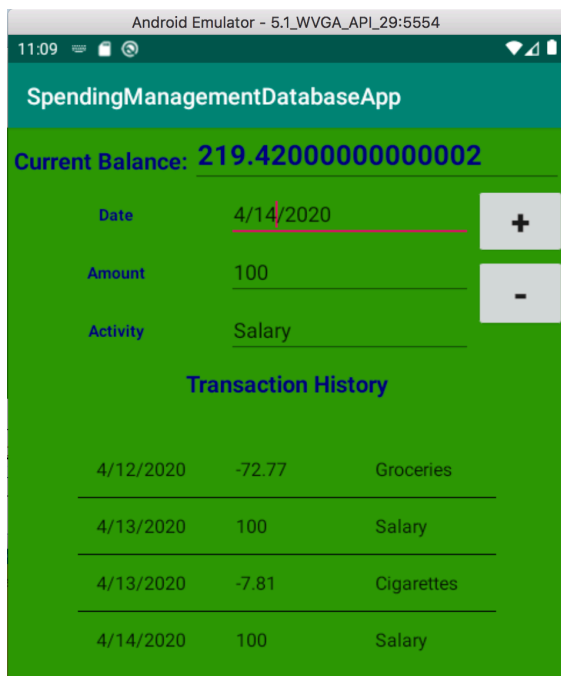 Android Emulator - 5.1_WVGA_API_29:5554
11:09
SpendingManagementDatabaseApp
Current Balance: 219.42000000000002
Date 4/14/2020 +
Amount 100
-
Activity Salary
Transaction History
4/12/2020 -72.77 Groceries
4/13/2020 100 Salary
4/13/2020 -7.81 Cigarettes
4/14/2020 100 Salary